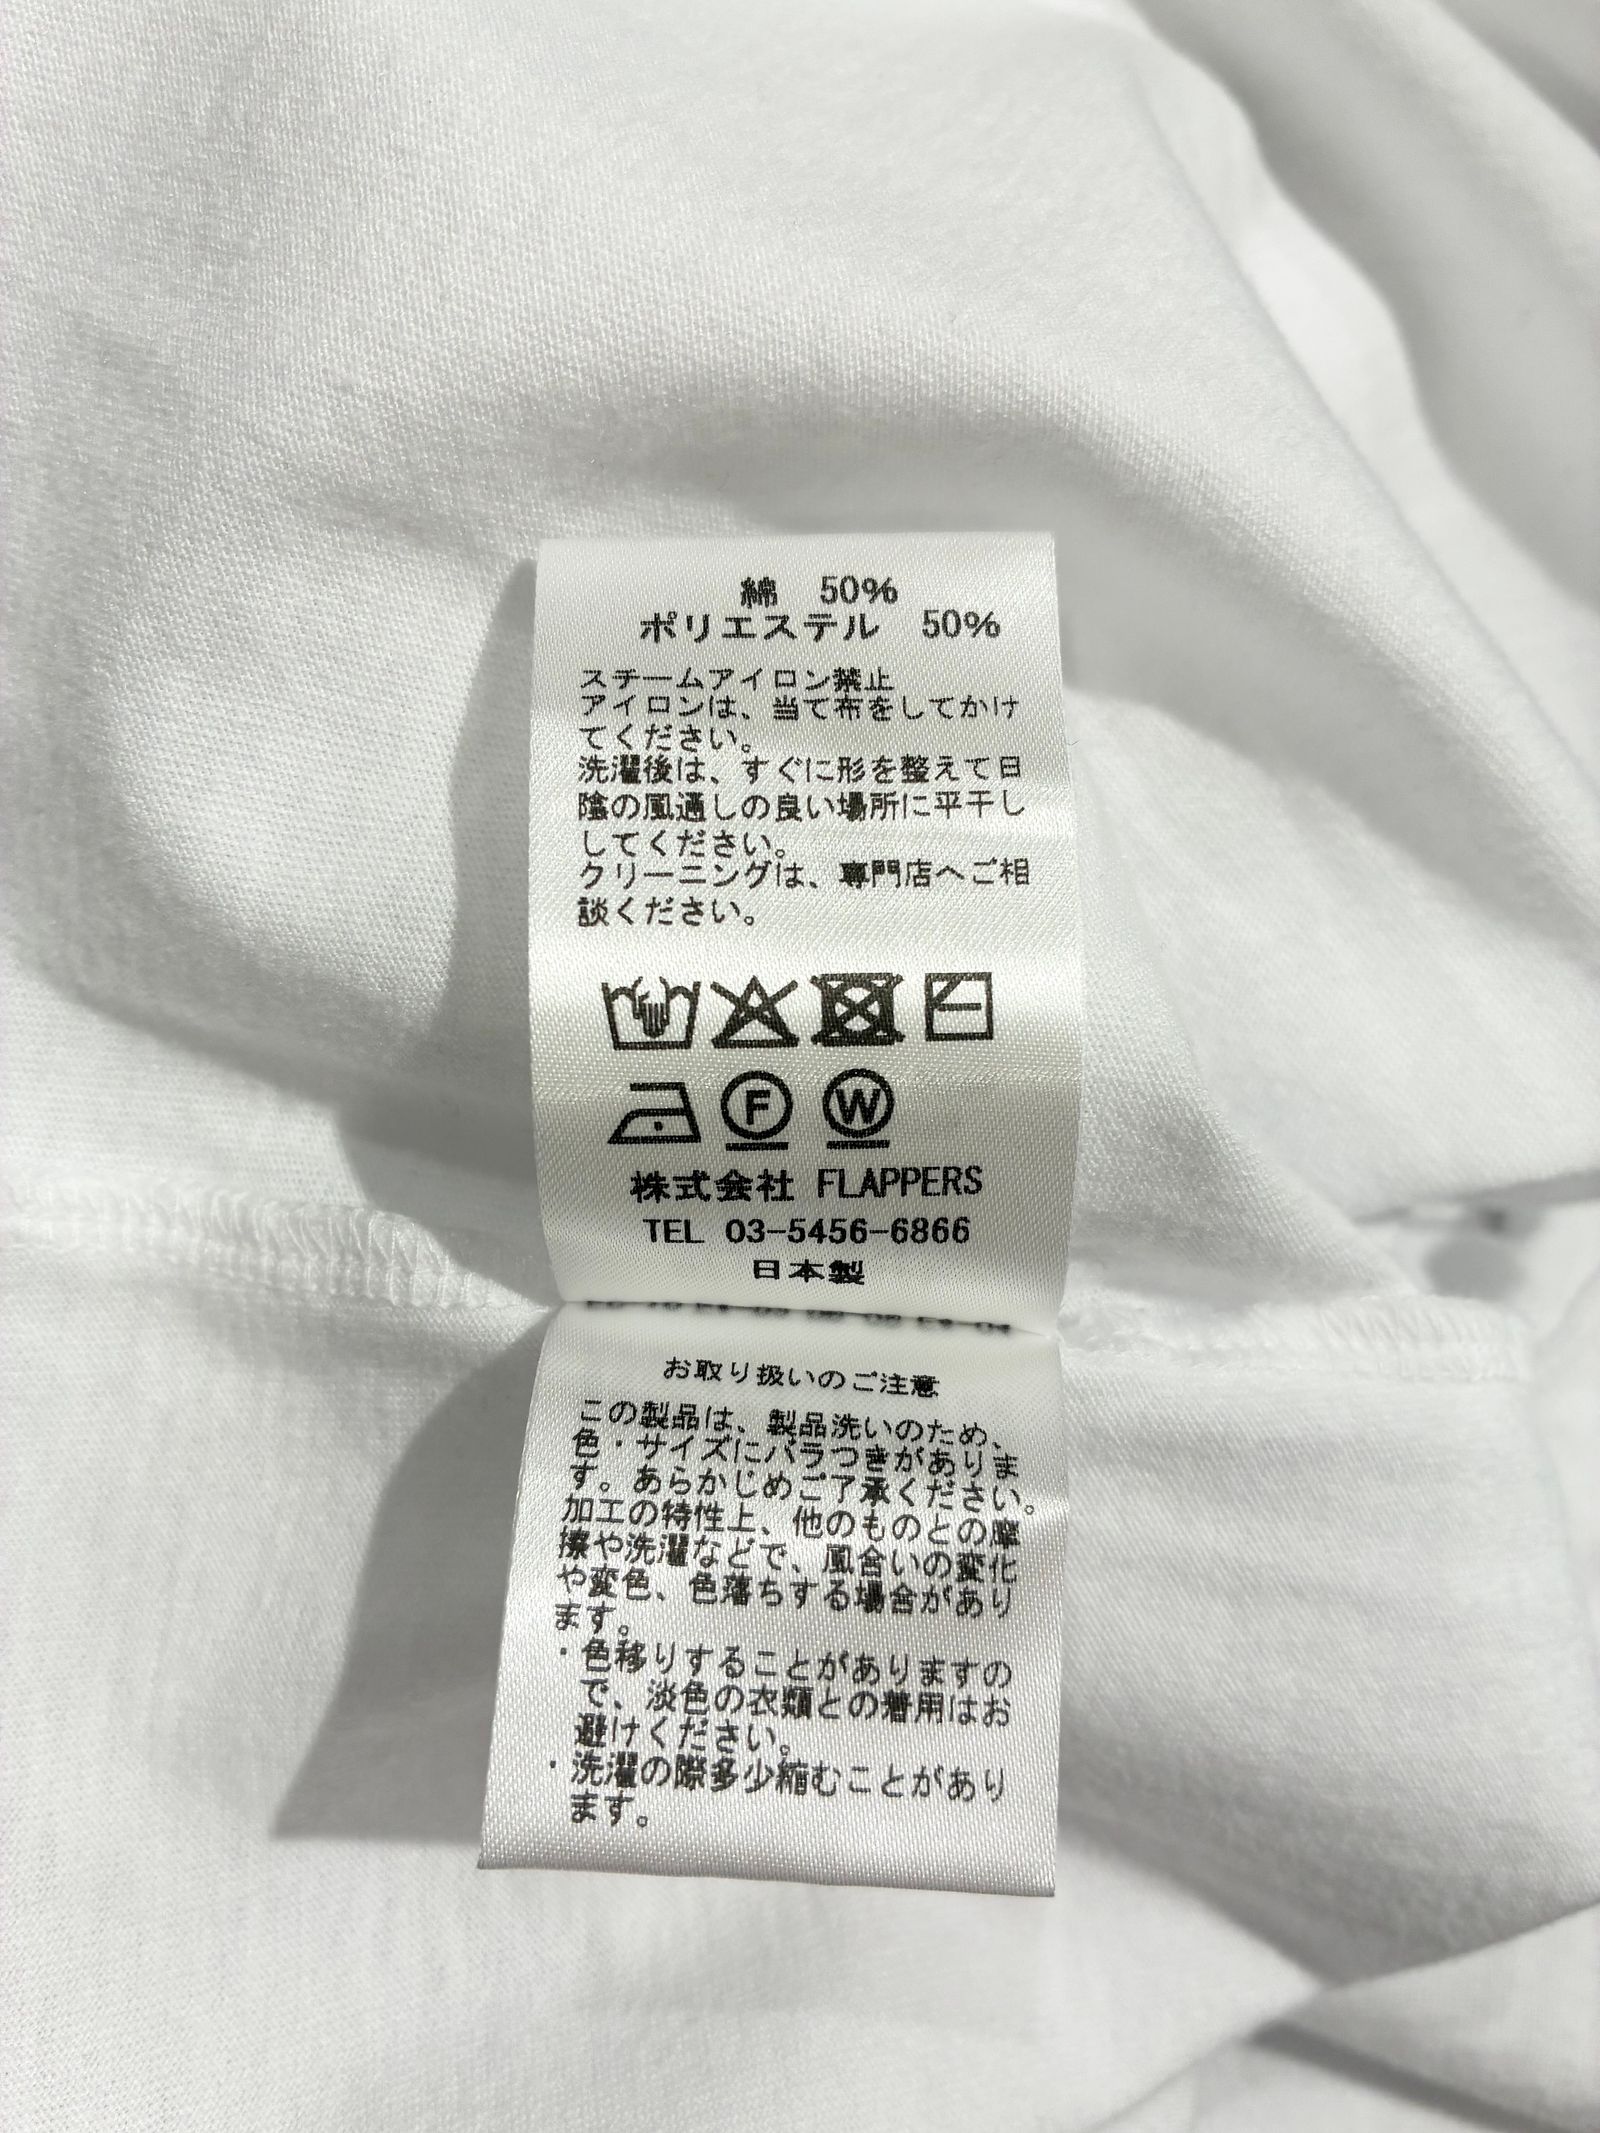 綿 50%
ポリエステル 50%
スチームアイロン禁止
アイロンは、当て布をしてかけ
てください。
洗濯後は、すぐに形を整えて日
陰の風通しの良い場所に平干し
してください。
クリーニングは、専門店へご相
談ください。
F W
株式会社 FLAPPERS
TEL 03-5456-6866
日本製
お取り扱いのご注意
この製品は、製品洗いのため、
色・サイズにバラつきがありま
す。あらかじめご了承ください。
加工の特性上、他のものとの摩
擦や洗濯などで、風合いの変化
や変色、色落ちする場合があり
ます。
・色移りすることがありますの
で、淡色の衣類との着用はお
避けください。
・洗濯の際多少縮むことがあり
ます。